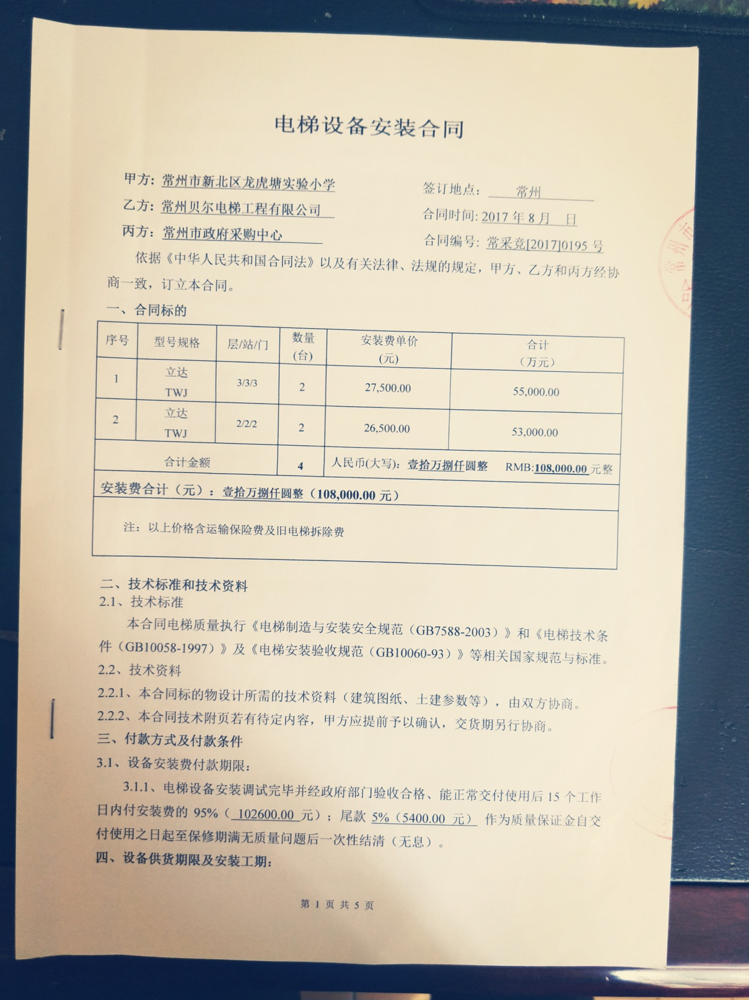 电梯设备安装合同
甲方：常州市新北区龙虎塘实验小学
签订地点： 常州
乙方：常州贝尔电梯工程有限公司
合同时间: 2017 年 8 月 日
丙方：常州市政府采购中心
合同编号: 常采竞[2017]0195 号
依据《中华人民共和国合同法》以及有关法律、法规的规定，甲方、乙方和丙方经协
商一致，订立本合同。
一、合同标的
序号 型号规格 层/站/门 数量(台) 安装费单价(元) 合计（万元）
1 立达TWJ 3/3/3 2 27,500.00 55,000.00
2 立达TWJ 2/2/2 2 26,500.00 53,000.00
合计金额 4 人民币(大写)：壹拾万捌仟圆整 RMB:108,000.00 元整
安装费合计（元）：壹拾万捌仟圆整（108,000.00 元）
注：以上价格含运输保险费及旧电梯拆除费
二、技术标准和技术资料
2.1、技术标准
本合同电梯质量执行《电梯制造与安装安全规范（GB7588-2003）》和《电梯技术条
件（GB10058-1997）》及《电梯安装验收规范（GB10060-93）》等相关国家规范与标准。
2.2、技术资料
2.2.1、本合同标的物设计所需的技术资料（建筑图纸、土建参数等），由双方协商。
2.2.2、本合同技术附页若有待定内容，甲方应提前予以确认，交货期另行协商。
三、付款方式及付款条件
3.1、设备安装费付款期限：
3.1.1、电梯设备安装调试完毕并经政府部门验收合格、能正常交付使用后 15 个工作
日内付安装费的 95%（ 102600.00 元）；尾款 5%（5400.00 元） 作为质量保证金自交
付使用之日起至保修期满无质量问题后一次性结清（无息）。
四、设备供货期限及安装工期：
第 1 页 共 5 页
常州市